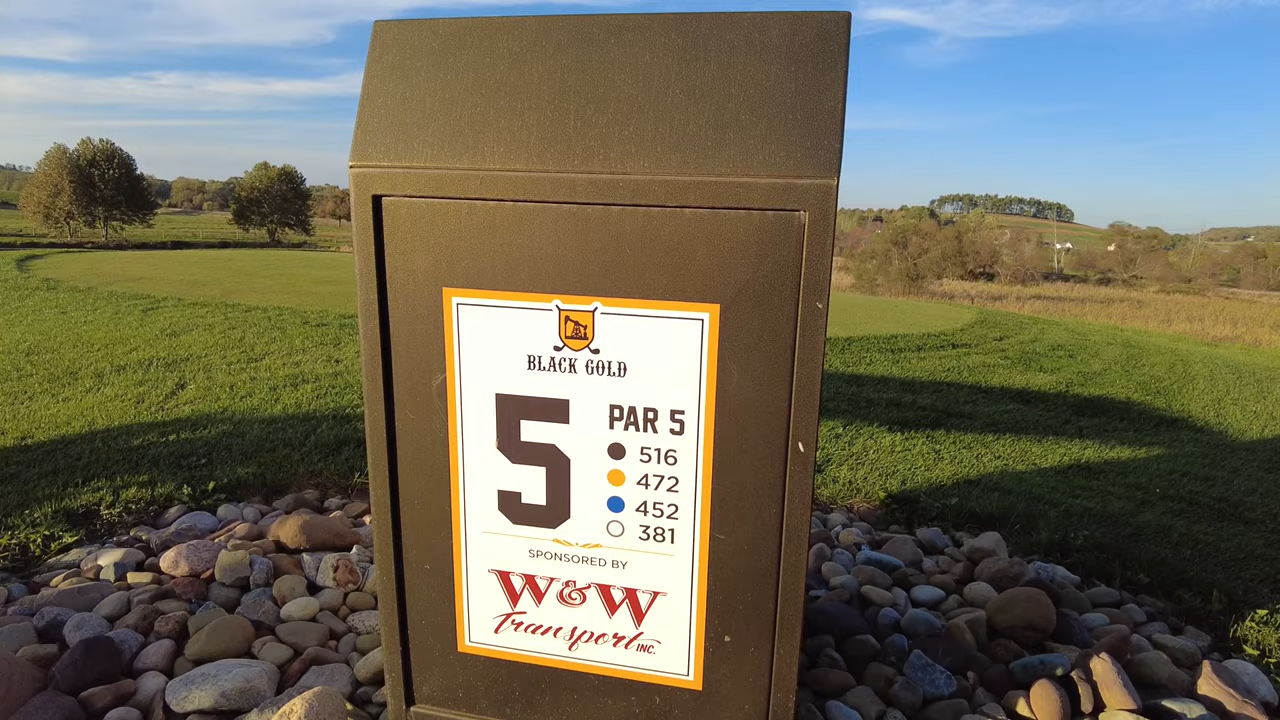 BLACK GOLD
5
PAR 5
516
472
452
381
SPONSORED BY
W&W
Transport INC.